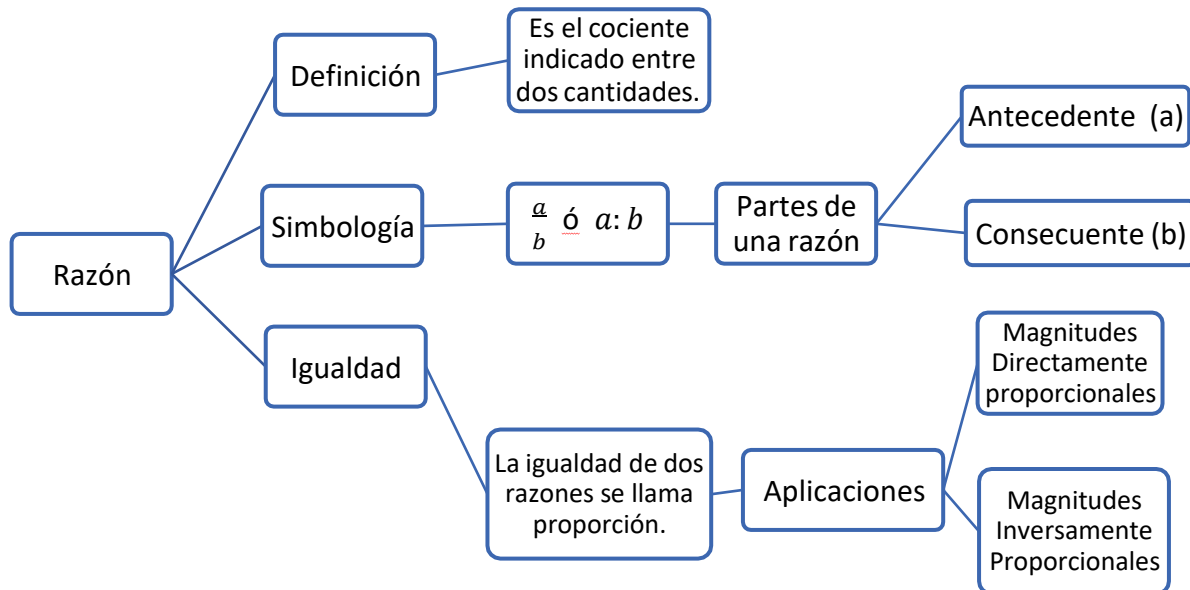 Razón
Definición
Es el cociente
indicado entre
dos cantidades.
Simbología
a/b ó a: b
Partes de
una razón
Antecedente (a)
Consecuente (b)
Igualdad
La igualdad de dos
razones se llama
proporción.
Aplicaciones
Magnitudes
Directamente
proporcionales
Magnitudes
Inversamente
Proporcionales